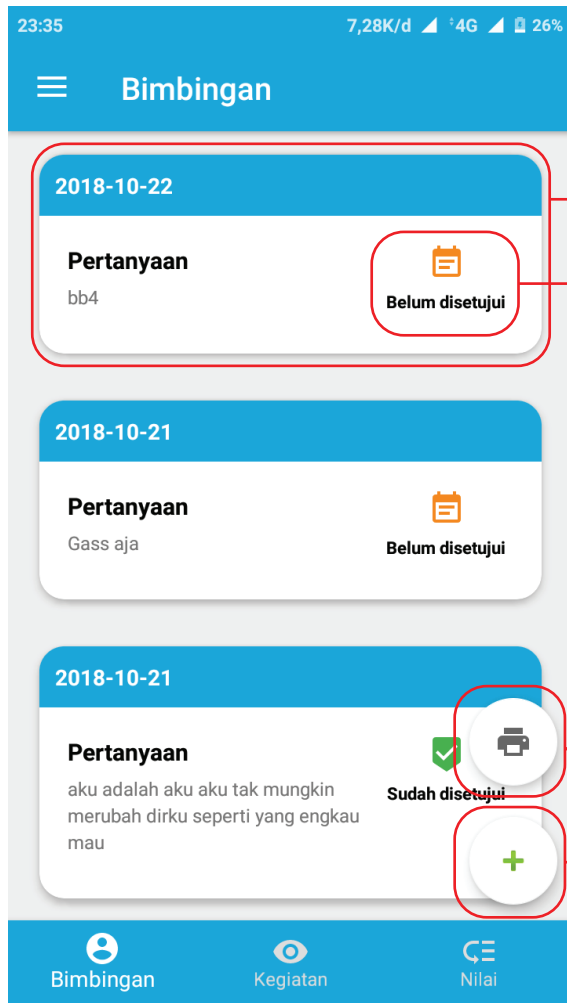 23:35 7,28K/d 4G 26%
Bimbingan
2018-10-22
Pertanyaan
bb4
Belum disetujui
2018-10-21
Pertanyaan
Gass aja
Belum disetujui
2018-10-21
Pertanyaan
aku adalah aku aku tak mungkin
merubah dirku seperti yang engkau
mau
Sudah disetujui
Bimbingan Kegiatan Nilai